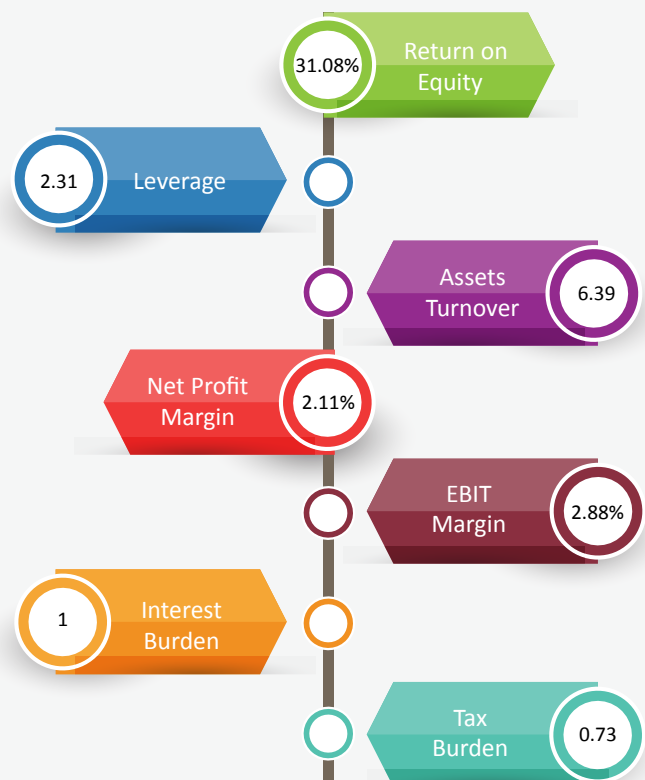 31.08%
Return on
Equity
2.31
Leverage
Assets
Turnover
6.39
Net Profit
Margin
2.11%
EBIT
Margin
2.88%
1
Interest
Burden
Tax
Burden
0.73